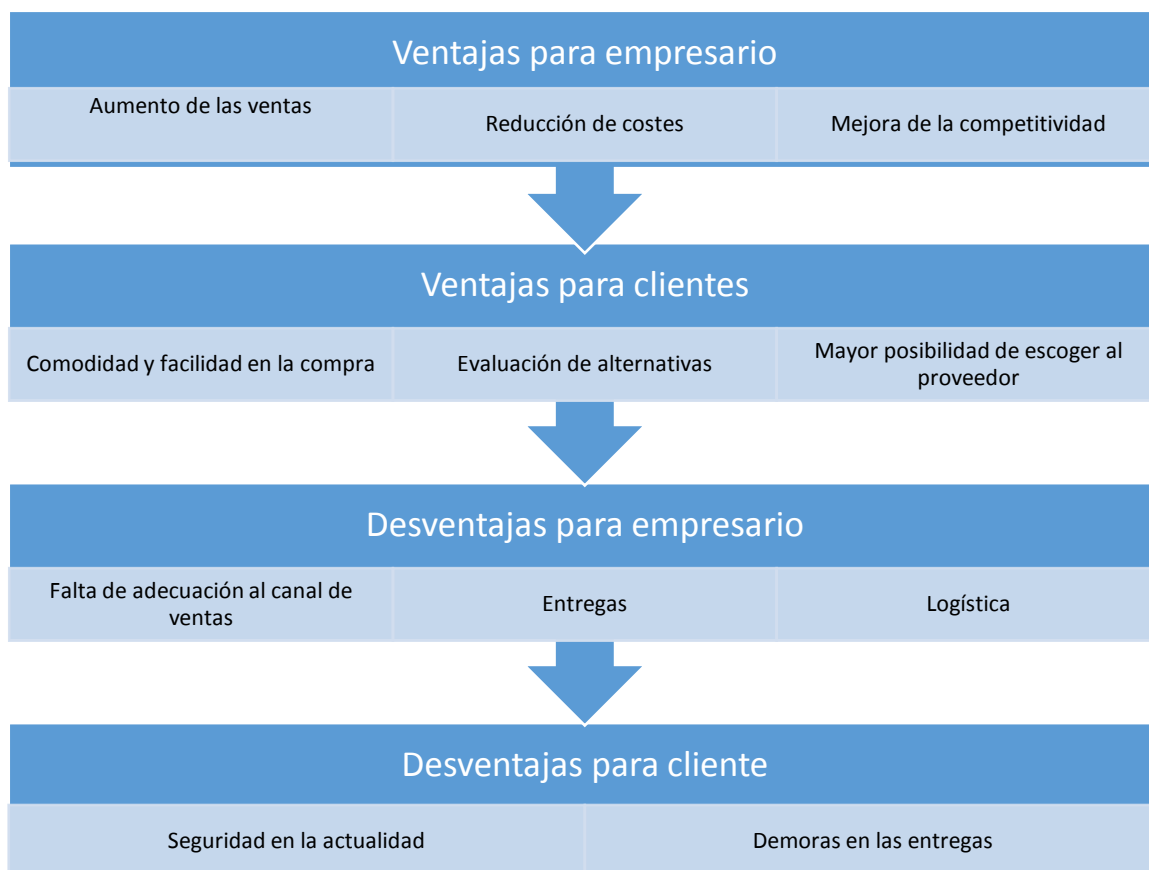 Ventajas para empresario
Aumento de las ventas
Reducción de costes
Mejora de la competitividad
Ventajas para clientes
Comodidad y facilidad en la compra
Evaluación de alternativas
Mayor posibilidad de escoger al
proveedor
Desventajas para empresario
Falta de adecuación al canal de
ventas
Entregas
Logística
Desventajas para cliente
Seguridad en la actualidad
Demoras en las entregas